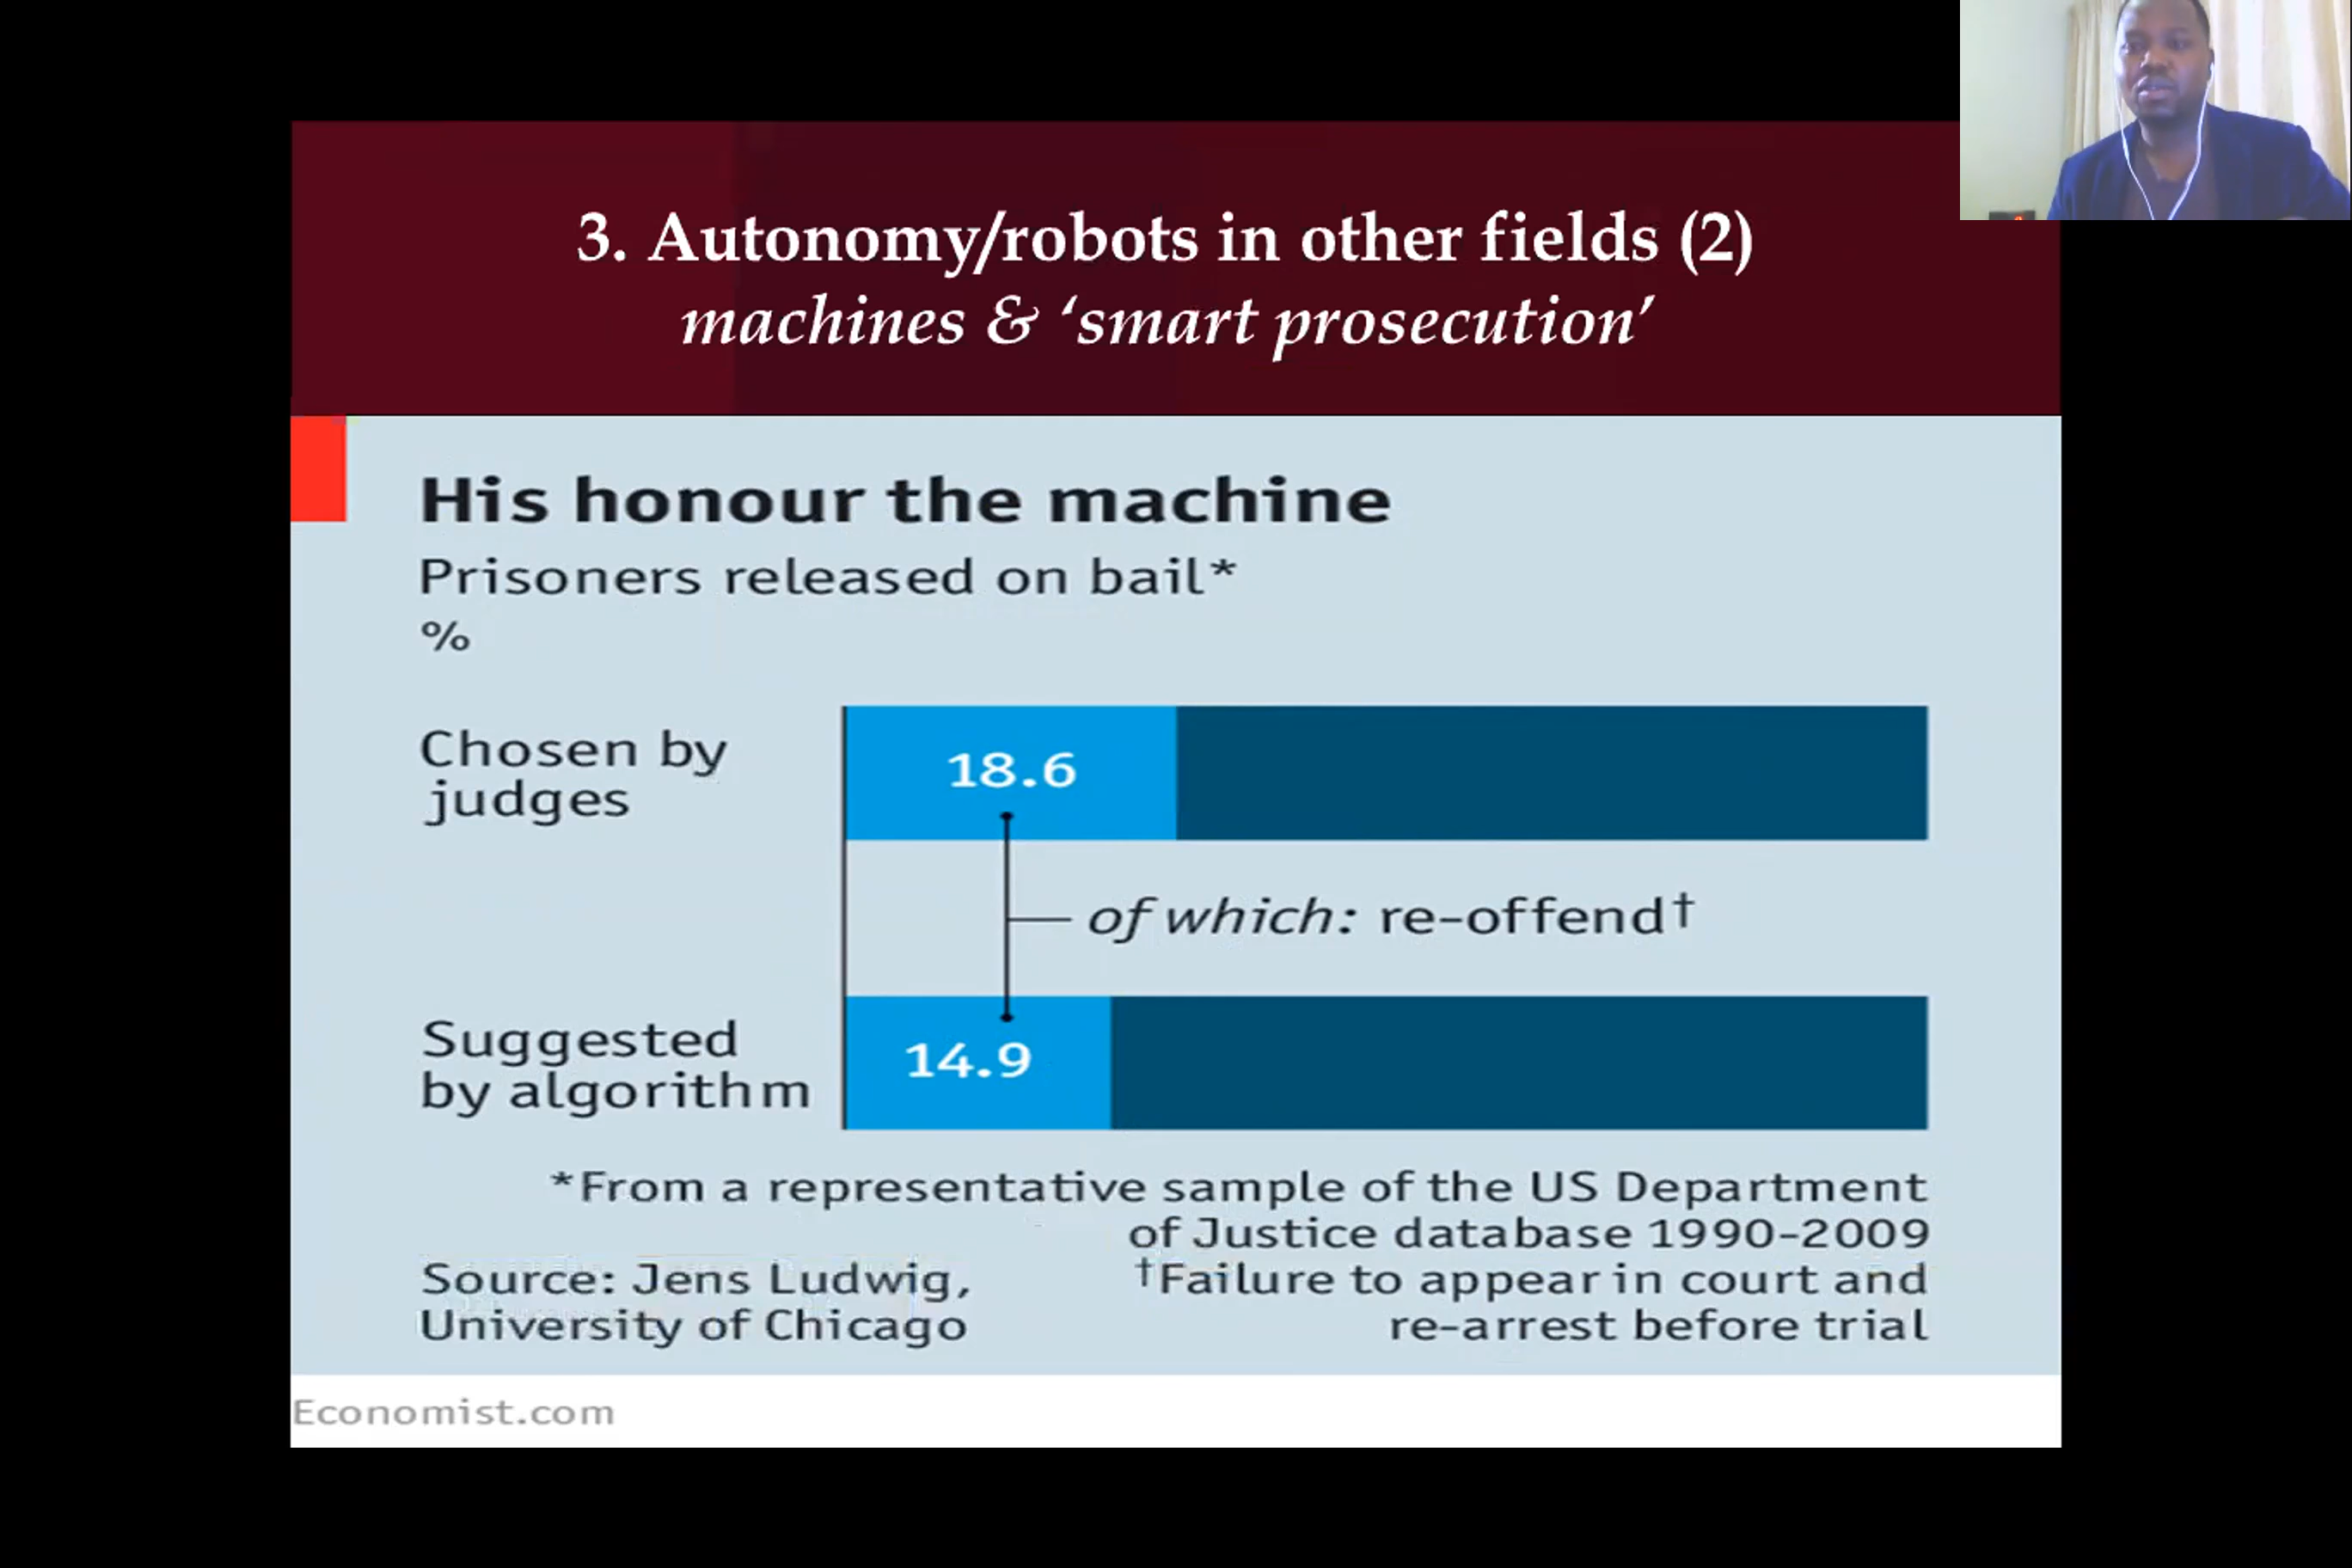 3. Autonomy/robots in other fields (2)
machines & ‘smart prosecution’
His honour the machine
Prisoners released on bail*
%
Chosen by
judges
18.6
of which: re-offend†
Suggested
by algorithm
14.9
*From a representative sample of the US Department
of Justice database 1990-2009
†Failure to appear in court and
re-arrest before trial
Source: Jens Ludwig,
University of Chicago
Economist.com